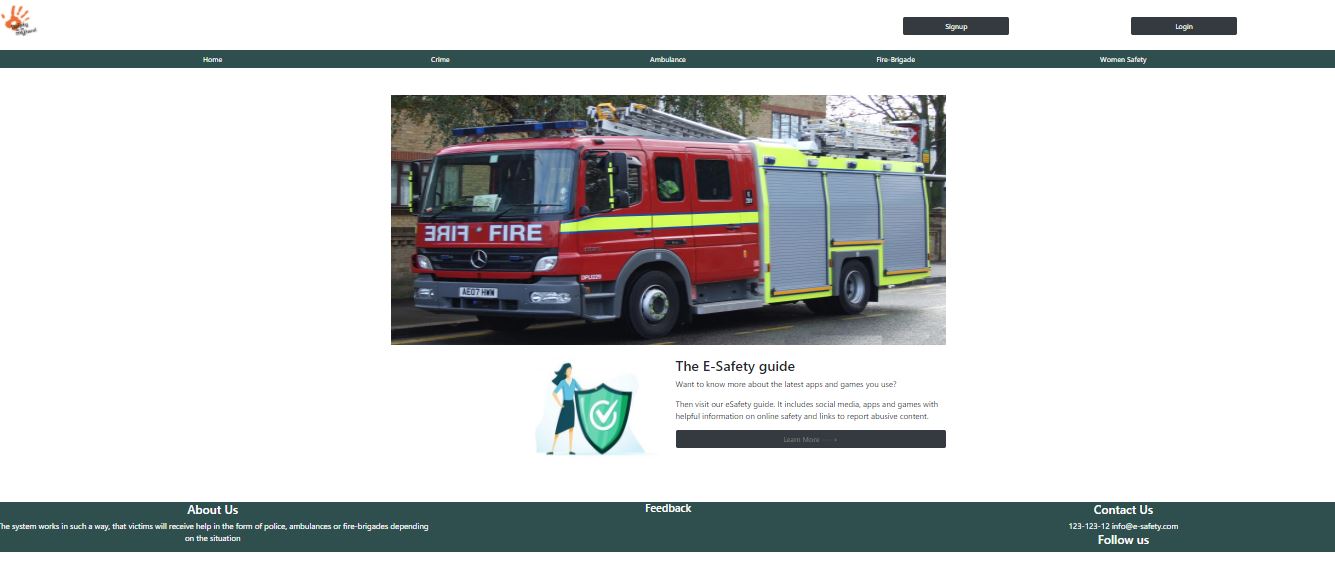 Signup
Login
Home
Crime
Ambulance
Fire-Brigade
Women Safety
FIRE * FIRE
DPU029
AE07 HWW
The E-Safety guide
Want to know more about the latest apps and games you use?
Then visit our eSafety guide. It includes social media, apps and games with
helpful information on online safety and links to report abusive content.
Learn More ---->
About Us
The system works in such a way, that victims will receive help in the form of police, ambulances or fire-brigades depending
on the situation
Feedback
Contact Us
123-123-12 info@e-safety.com
Follow us